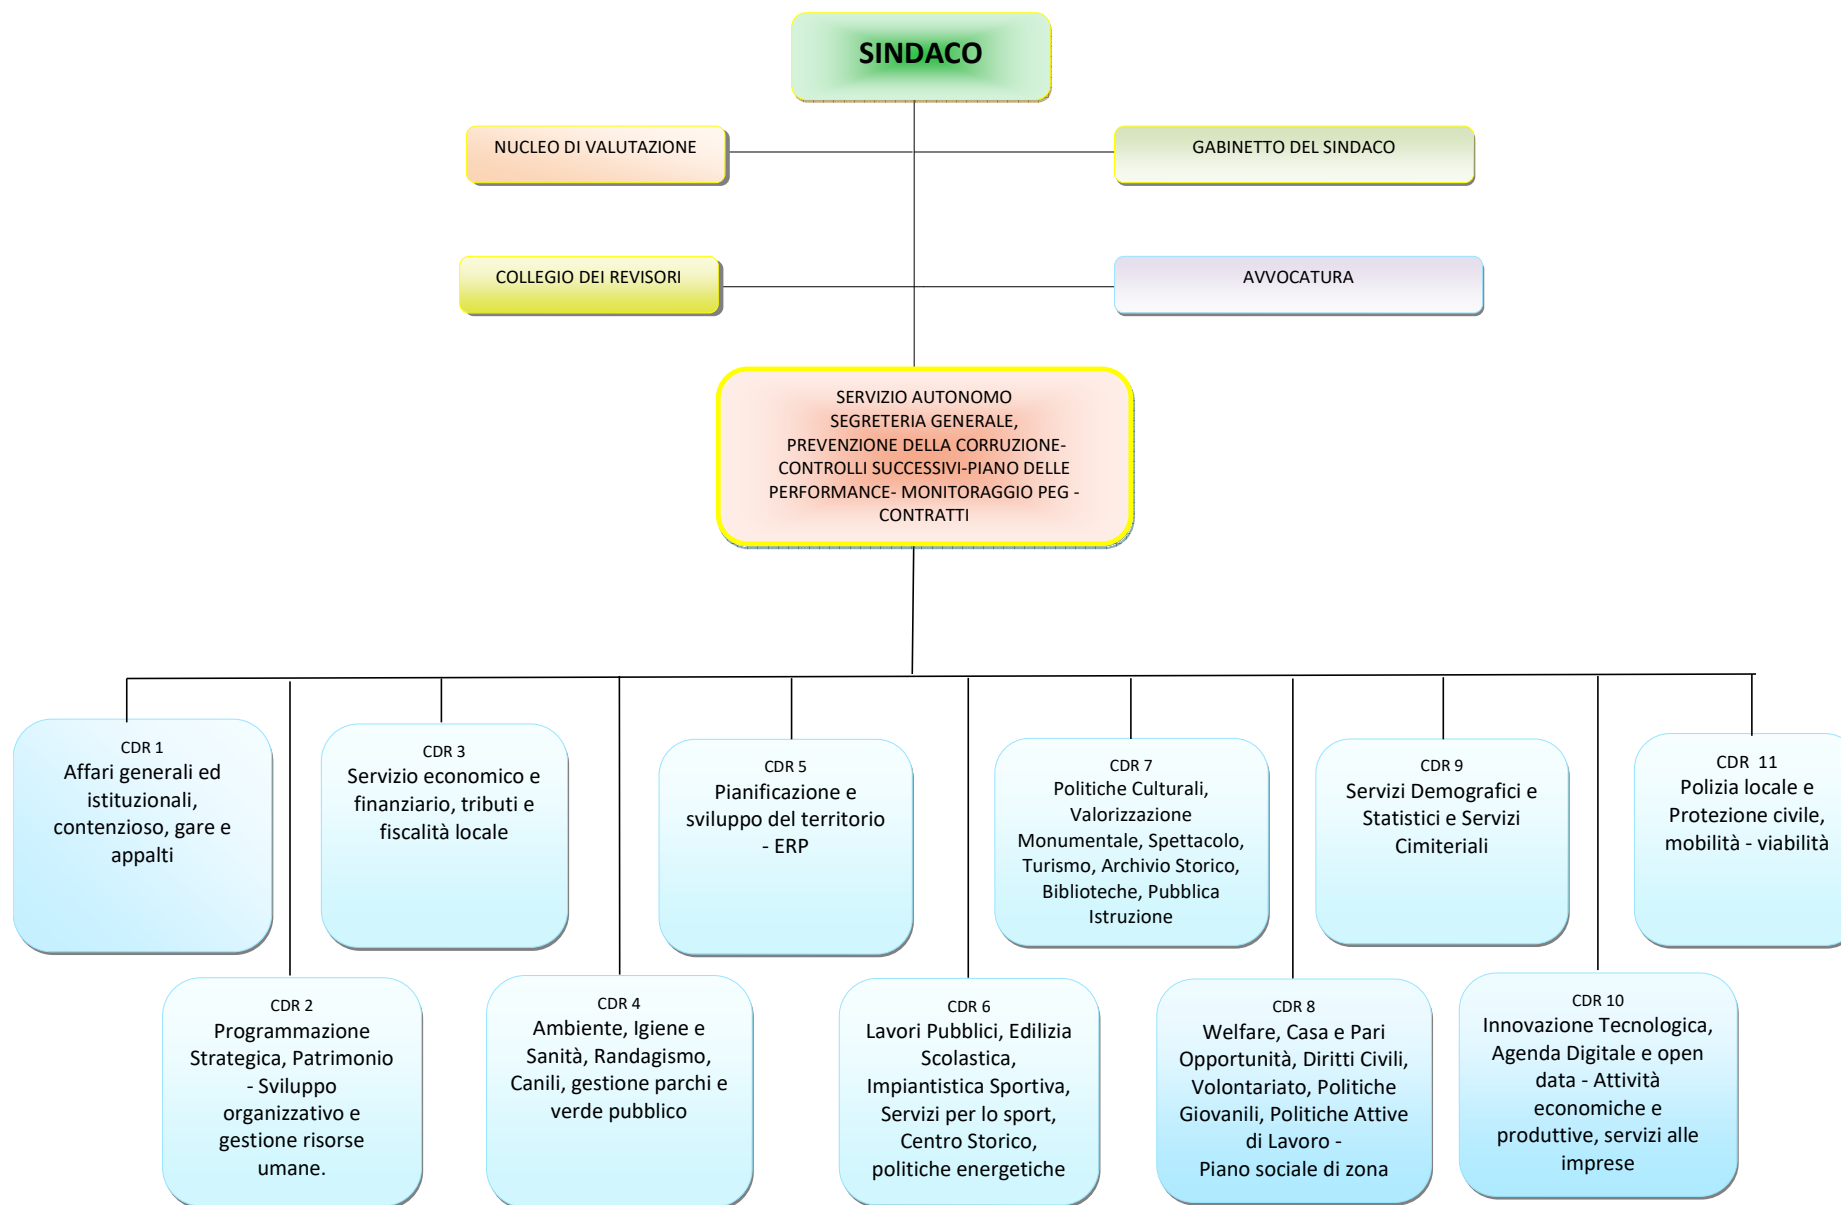 SINDACO
NUCLEO DI VALUTAZIONE
GABINETTO DEL SINDACO
COLLEGIO DEI REVISORI
AVVOCATURA
SERVIZIO AUTONOMO
SEGRETERIA GENERALE,
PREVENZIONE DELLA CORRUZIONE-
CONTROLLI SUCCESSIVI-PIANO DELLE
PERFORMANCE- MONITORAGGIO PEG -
CONTRATTI
CDR 1
Affari generali ed
istituzionali,
contenzioso, gare e
appalti
CDR 3
Servizio economico e
finanziario, tributi e
fiscalità locale
CDR 5
Pianificazione e
sviluppo del territorio
- ERP
CDR 7
Politiche Culturali,
Valorizzazione
Monumentale, Spettacolo,
Turismo, Archivio Storico,
Biblioteche, Pubblica
Istruzione
CDR 9
Servizi Demografici e
Statistici e Servizi
Cimiteriali
CDR 11
Polizia locale e
Protezione civile,
mobilità - viabilità
CDR 2
Programmazione
Strategica, Patrimonio
- Sviluppo
organizzativo e
gestione risorse
umane.
CDR 4
Ambiente, Igiene e
Sanità, Randagismo,
Canili, gestione parchi e
verde pubblico
CDR 6
Lavori Pubblici, Edilizia
Scolastica,
Impiantistica Sportiva,
Servizi per lo sport,
Centro Storico,
politiche energetiche
CDR 8
Welfare, Casa e Pari
Opportunità, Diritti Civili,
Volontariato, Politiche
Giovanili, Politiche Attive
di Lavoro -
Piano sociale di zona
CDR 10
Innovazione Tecnologica,
Agenda Digitale e open
data - Attività
economiche e
produttive, servizi alle
imprese